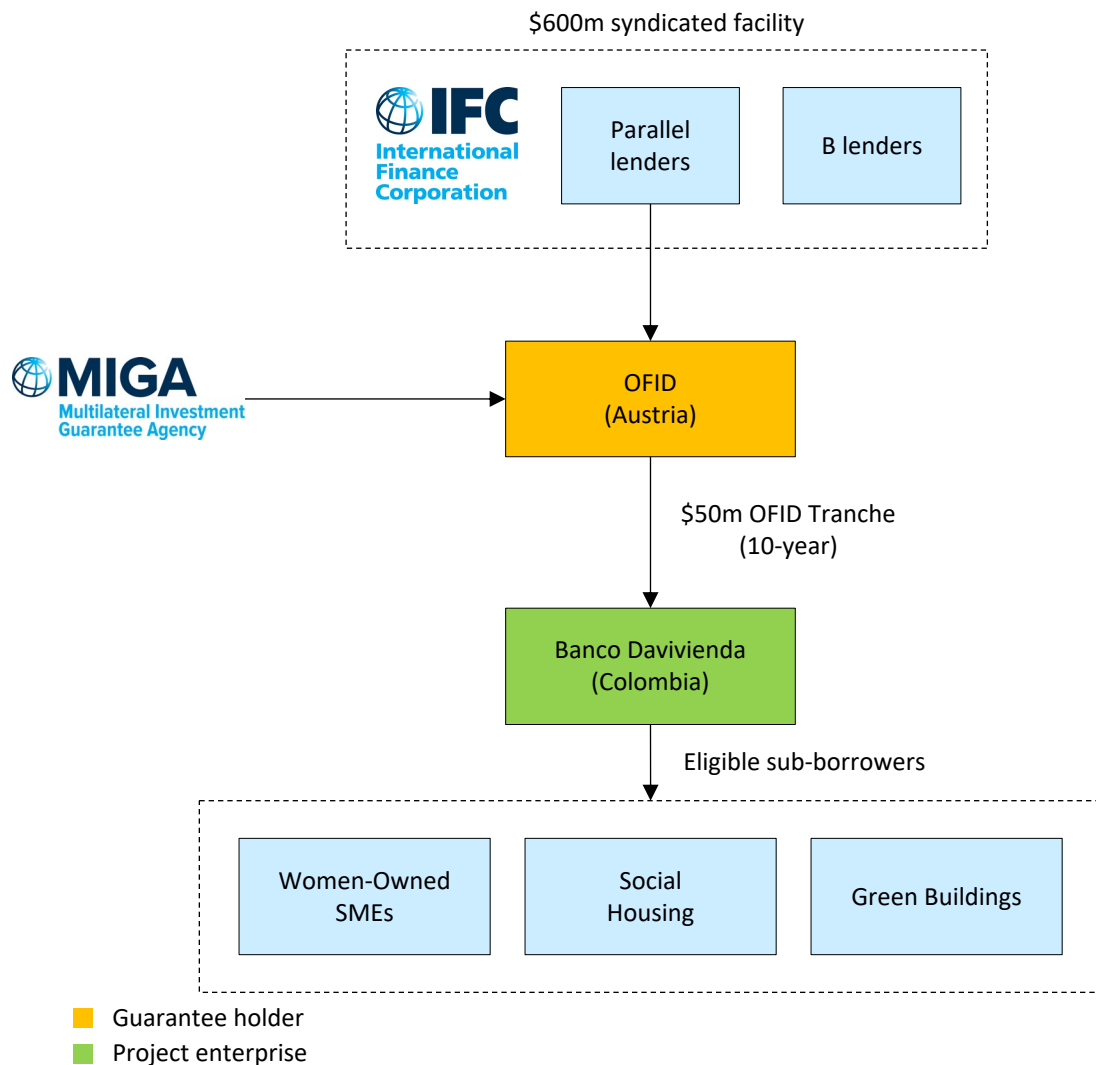 $600m syndicated facility
IFC
International
Finance
Corporation
Parallel
lenders
B lenders
MIGA
Multilateral Investment
Guarantee Agency
OFID
(Austria)
$50m OFID Tranche
(10-year)
Banco Davivienda
(Colombia)
Eligible sub-borrowers
Women-Owned
SMEs
Social
Housing
Green Buildings
Guarantee holder
Project enterprise